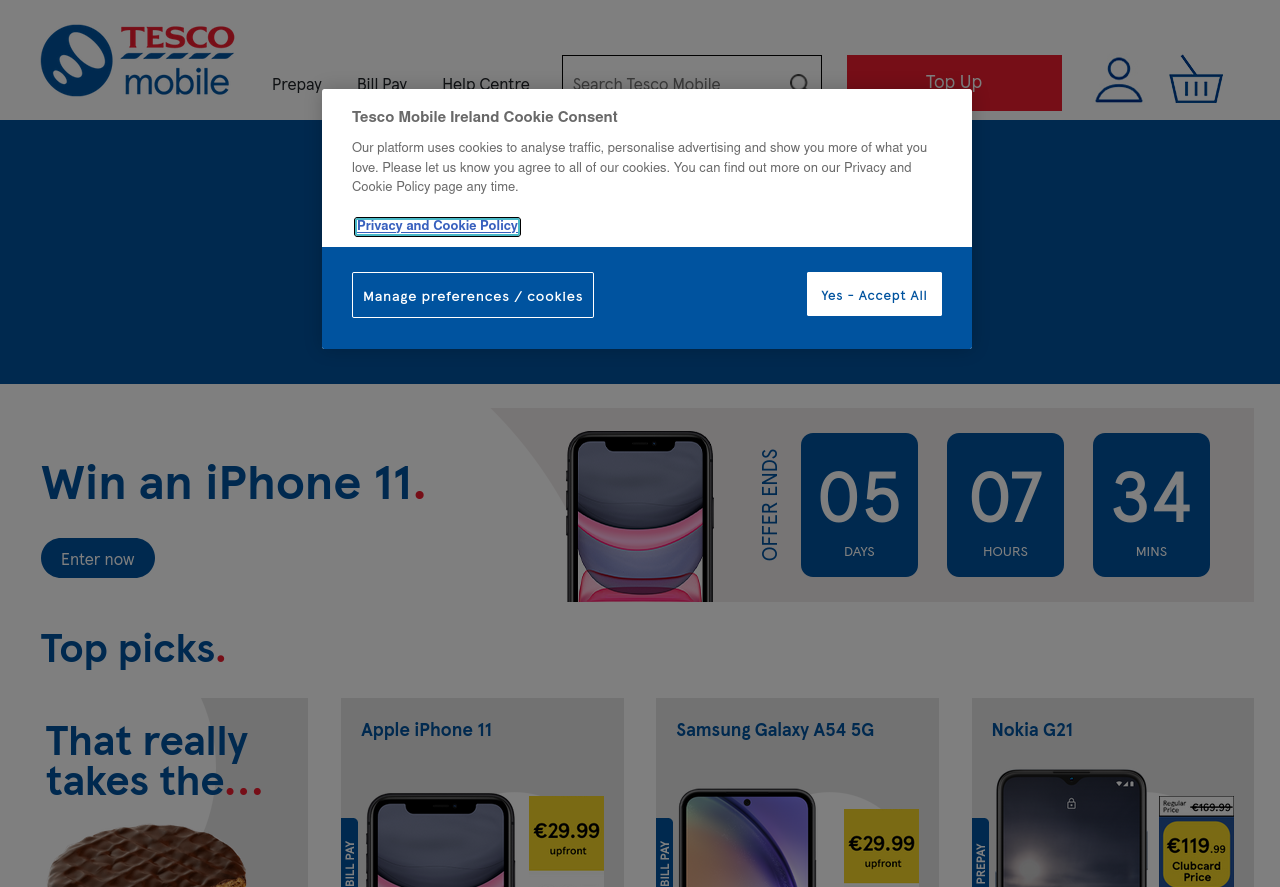 TESCO
mobile
Prepay
Bill Pay
Help Centre
Search Tesco Mobile
Top Up
Tesco Mobile Ireland Cookie Consent
Our platform uses cookies to analyse traffic, personalise advertising and show you more of what you
love. Please let us know you agree to all of our cookies. You can find out more on our Privacy and
Cookie Policy page any time.
Privacy and Cookie Policy
Manage preferences / cookies
Yes - Accept All
Win an iPhone 11.
Enter now
OFFER ENDS
05
DAYS
07
HOURS
34
MINS
Top picks.
That really
takes the...
Apple iPhone 11
BILL PAY
€29.99
upfront
Samsung Galaxy A54 5G
BILL PAY
€29.99
upfront
Nokia G21
PREPAY
Regular
Price
€169.99
€119.99
Clubcard
Price